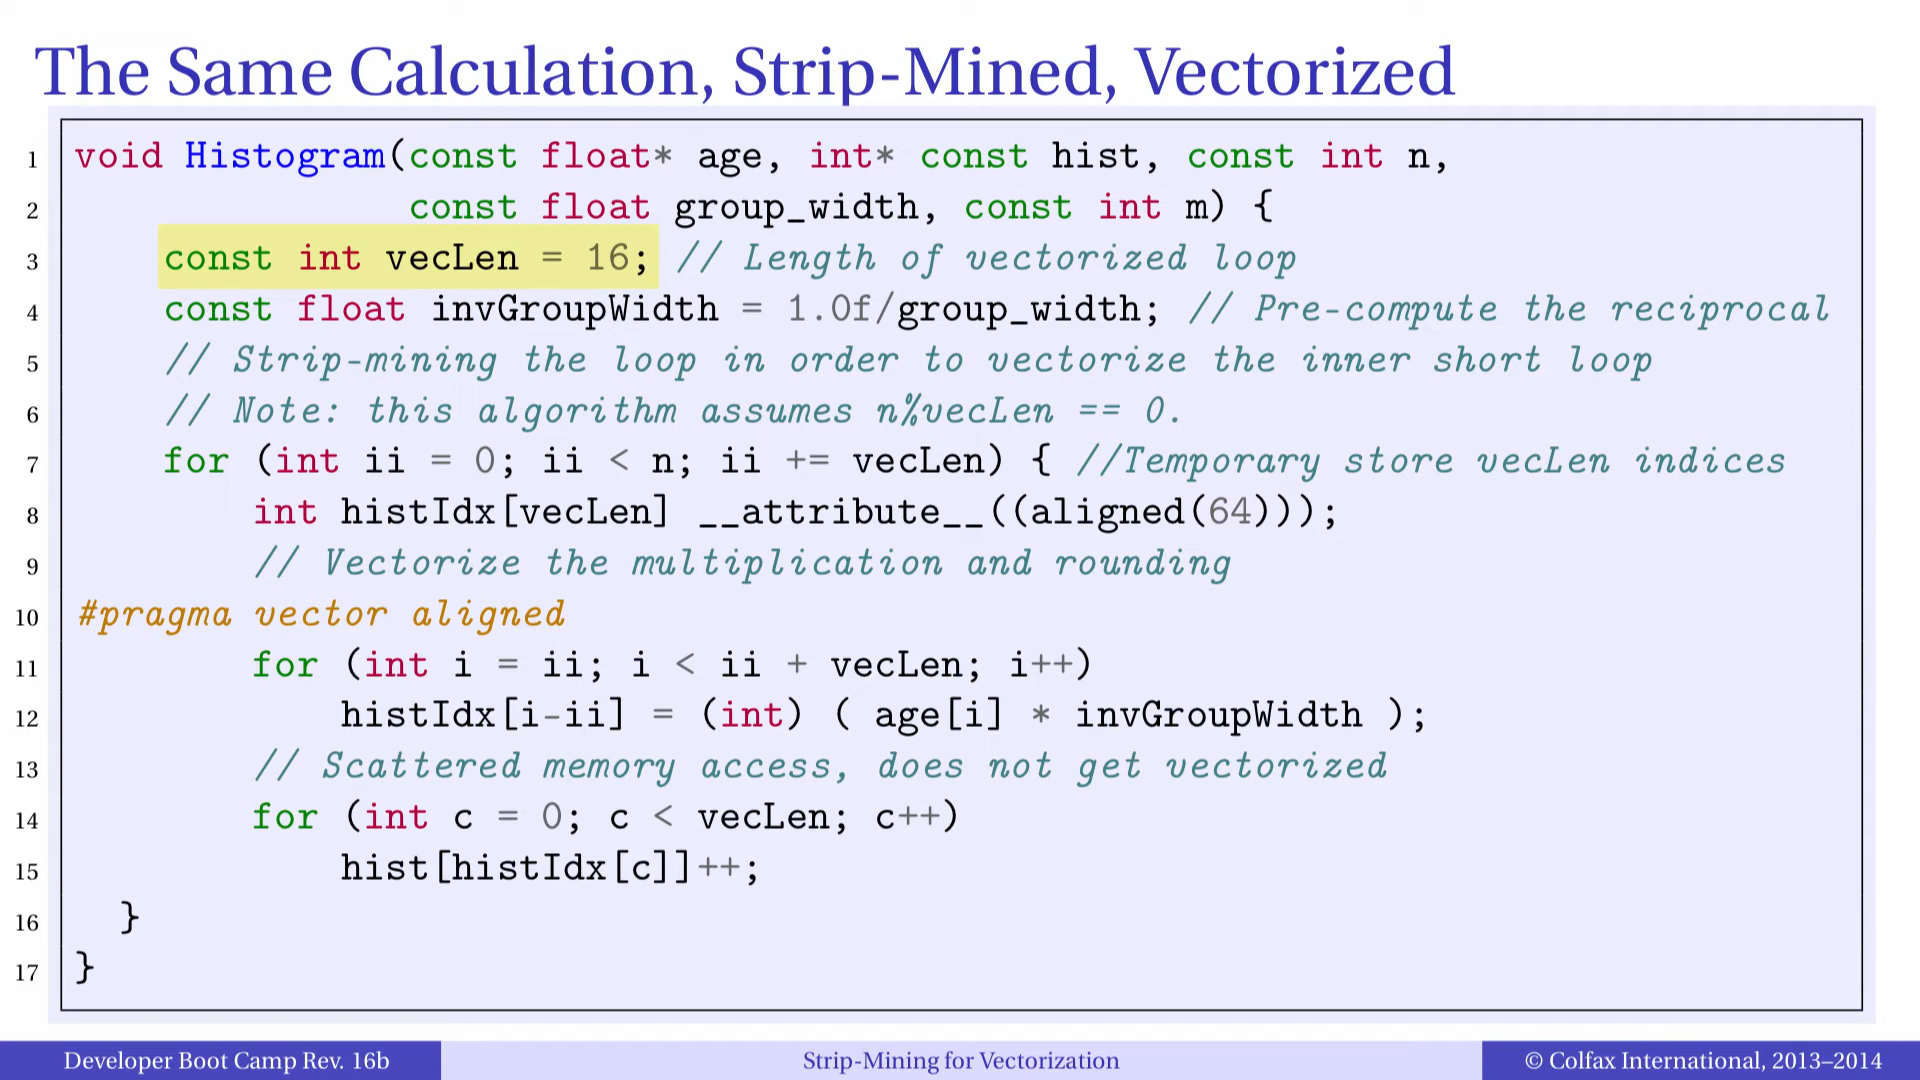 The Same Calculation, Strip-Mined, Vectorized
1 void Histogram(const float* age, int* const hist, const int n,
2 const float group_width, const int m) {
3 const int vecLen = 16; // Length of vectorized loop
4 const float invGroupWidth = 1.0f/group_width; // Pre-compute the reciprocal
5 // Strip-mining the loop in order to vectorize the inner short loop
6 // Note: this algorithm assumes n%vecLen == 0.
7 for (int ii = 0; ii < n; ii += vecLen) { //Temporary store vecLen indices
8 int histIdx[vecLen] __attribute__((aligned(64)));
9 // Vectorize the multiplication and rounding
10 #pragma vector aligned
11 for (int i = ii; i < ii + vecLen; i++)
12 histIdx[i-ii] = (int) ( age[i] * invGroupWidth );
13 // Scattered memory access, does not get vectorized
14 for (int c = 0; c < vecLen; c++)
15 hist[histIdx[c]]++;
16 }
17 }
Developer Boot Camp Rev. 16b
Strip-Mining for Vectorization
© Colfax International, 2013–2014